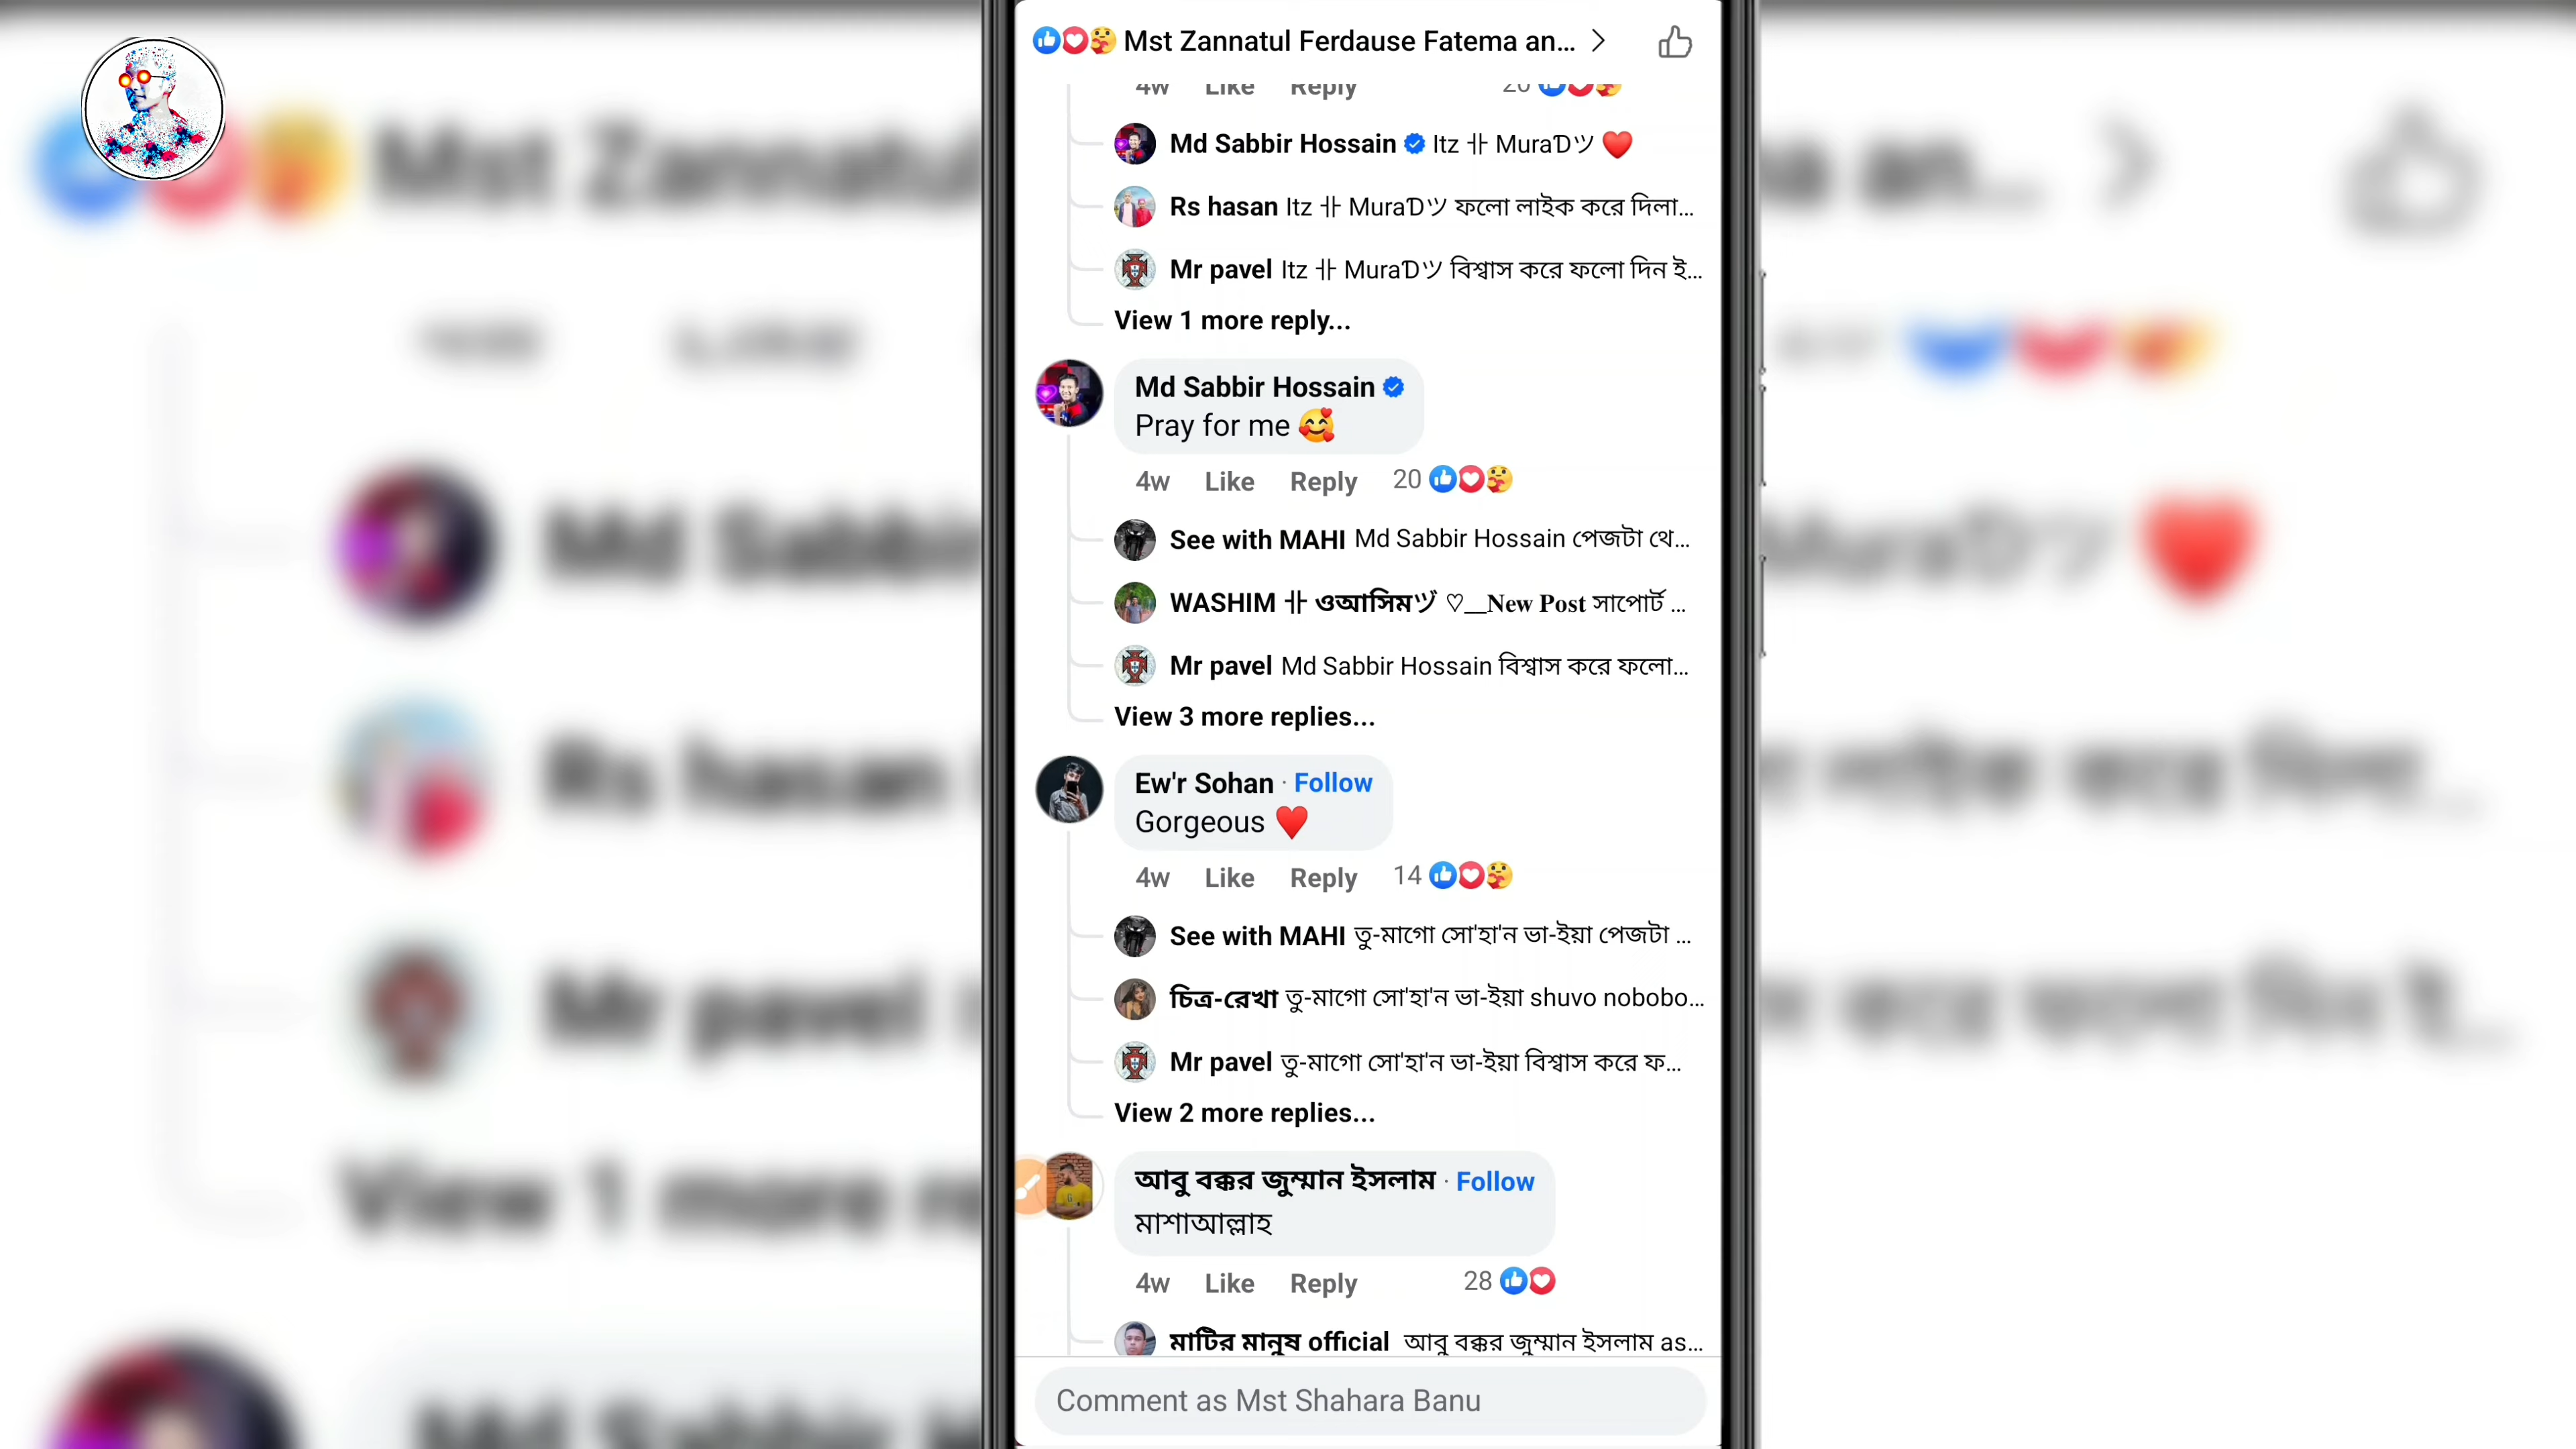 Mst Zannatul Ferdause Fatema an...
4w Like Reply 20
Md Sabbir Hossain Itz 卝 MuraƊツ ❤️
Rs hasan Itz 卝 MuraƊツ ফলো লাইক করে দিলা...
Mr pavel Itz 卝 MuraƊツ বিশ্বাস করে ফলো দিন ই...
View 1 more reply...
Md Sabbir Hossain
Pray for me 🥰
4w Like Reply 20
See with MAHI Md Sabbir Hossain পেজটা থে...
WASHIM 卝 ওআসিমヅ ♡__𝐍𝐞𝐰 𝐏𝐨𝐬𝐭 সাপোর্ট ...
Mr pavel Md Sabbir Hossain বিশ্বাস করে ফলো...
View 3 more replies...
Ew'r Sohan · Follow
Gorgeous ❤️
4w Like Reply 14
See with MAHI তু-মাগো সো'হা'ন ভা-ইয়া পেজটা ...
চিত্র-রেখা তু-মাগো সো'হা'ন ভা-ইয়া shuvo nobobo...
Mr pavel তু-মাগো সো'হা'ন ভা-ইয়া বিশ্বাস করে ফ...
View 2 more replies...
আবু বক্কর জুম্মান ইসলাম · Follow
মাশাআল্লাহ
4w Like Reply 28
মাটির মানুষ official আবু বক্কর জুম্মান ইসলাম as...
Comment as Mst Shahara Banu